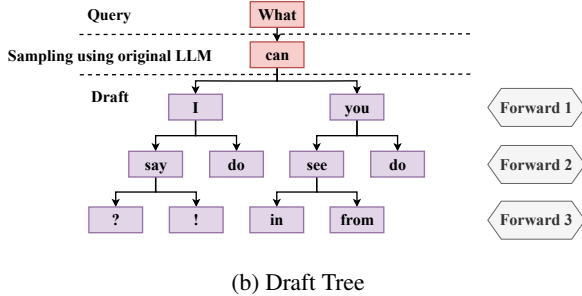 Query
What
Sampling using original LLM
can
Draft
I
you
Forward 1
say
do
see
do
Forward 2
?
!
in
from
Forward 3
(b) Draft Tree